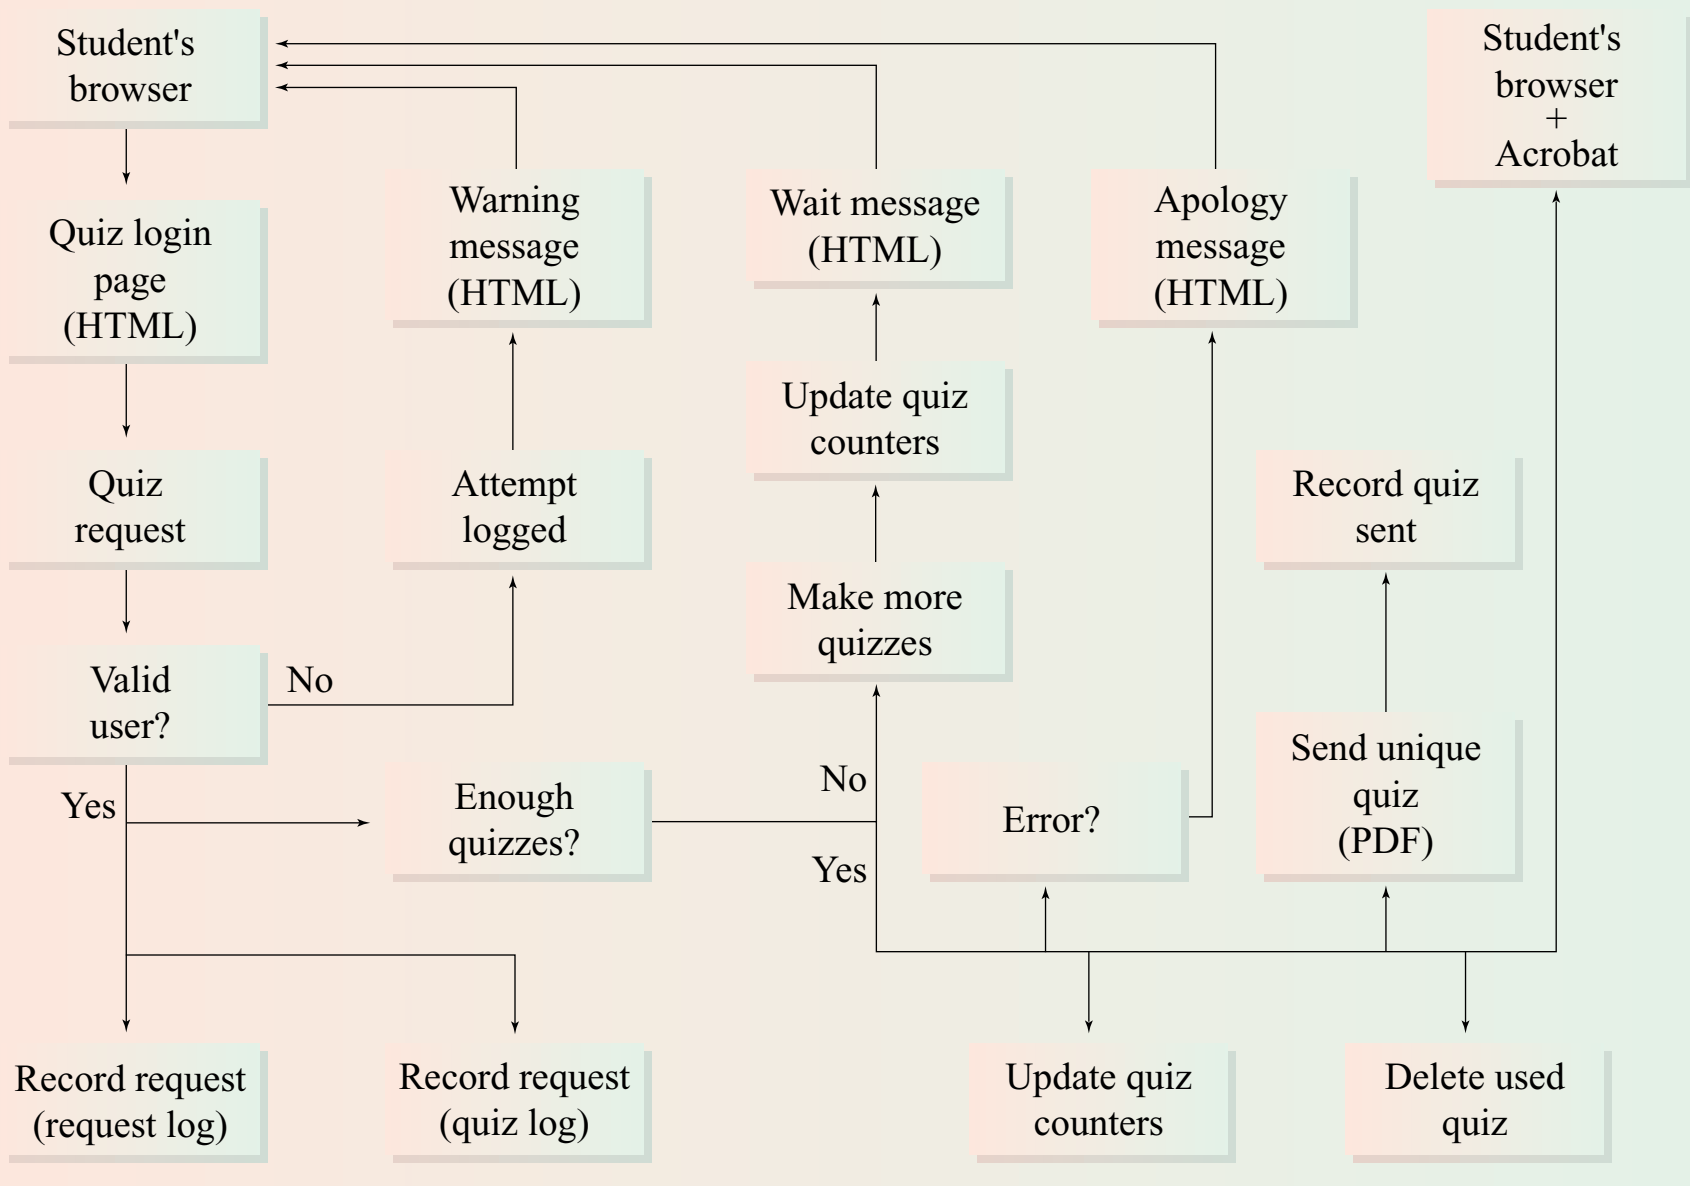 Student's
browser
Student's
browser
+
Acrobat
Warning
message
(HTML)
Wait message
(HTML)
Apology
message
(HTML)
Quiz login
page
(HTML)
Update quiz
counters
Quiz
request
Attempt
logged
Record quiz
sent
Make more
quizzes
Valid
user?
No
Yes
Enough
quizzes?
No
Yes
Error?
Send unique
quiz
(PDF)
Record request
(request log)
Record request
(quiz log)
Update quiz
counters
Delete used
quiz